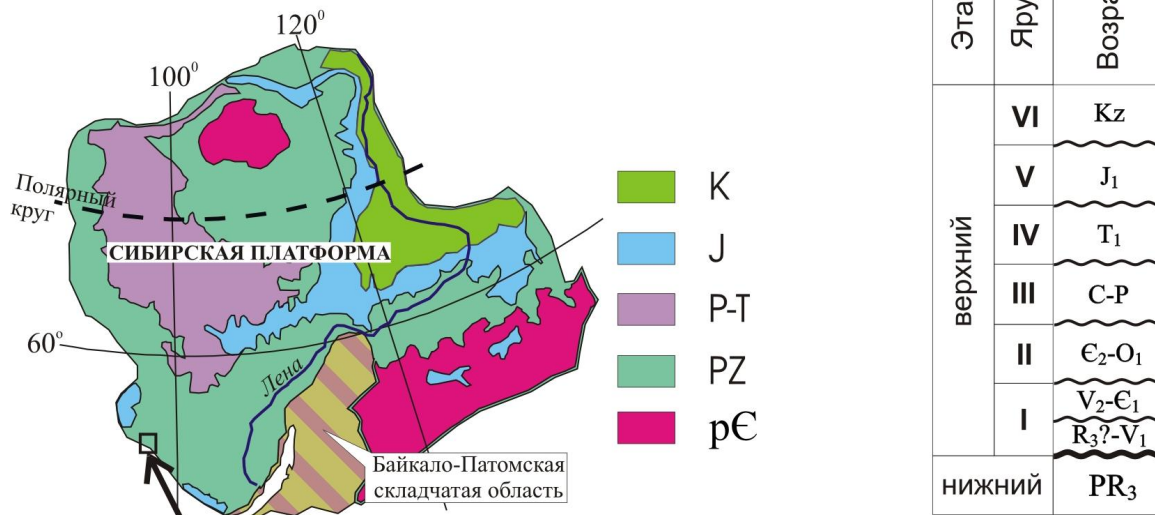 120⁰
100⁰
Полярный
круг
СИБИРСКАЯ ПЛАТФОРМА
60⁰
Лена
Байкало-Патомская
складчатая область
K
J
P-T
PZ
pЄ
верхний
VI Kz
V J₁
IV T₁
III C-P
II Є₂-O₁
I V₂-Є₁
R₃?-V₁
нижний PR₃